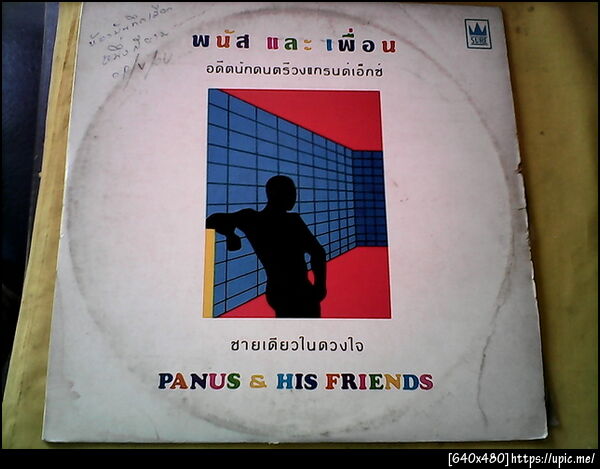 พนัส และ เพื่อน
อดีตนักดนตรีวงแกรนด์เอ็กซ์
ชายเดียวในดวงใจ
PANUS & HIS FRIENDS
[640x480]https://upic.me/